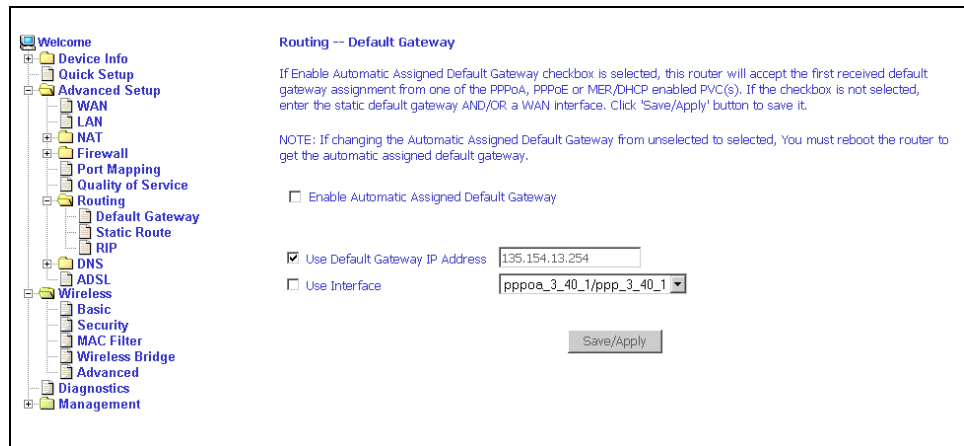 Welcome
Device Info
Quick Setup
Advanced Setup
WAN
LAN
NAT
Firewall
Port Mapping
Quality of Service
Routing
Default Gateway
Static Route
RIP
DNS
ADSL
Wireless
Basic
Security
MAC Filter
Wireless Bridge
Advanced
Diagnostics
Management
Routing -- Default Gateway
If Enable Automatic Assigned Default Gateway checkbox is selected, this router will accept the first received default
gateway assignment from one of the PPPoA, PPPoE or MER/DHCP enabled PVC(s). If the checkbox is not selected,
enter the static default gateway AND/OR a WAN interface. Click 'Save/Apply' button to save it.
NOTE: If changing the Automatic Assigned Default Gateway from unselected to selected, You must reboot the router to
get the automatic assigned default gateway.
Enable Automatic Assigned Default Gateway
Use Default Gateway IP Address 135.154.13.254
Use Interface pppoa_3_40_1/ppp_3_40_1
Save/Apply